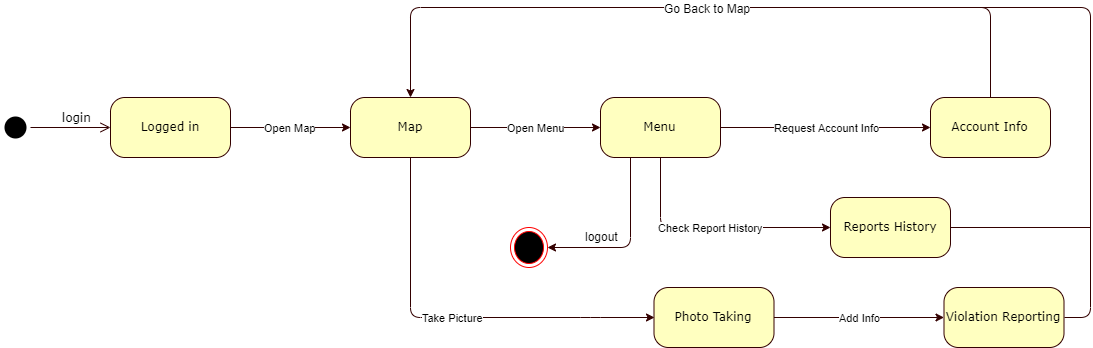 Go Back to Map
login
Logged in
Open Map
Map
Open Menu
Menu
Request Account Info
Account Info
Check Report History
Reports History
logout
Take Picture
Photo Taking
Add Info
Violation Reporting